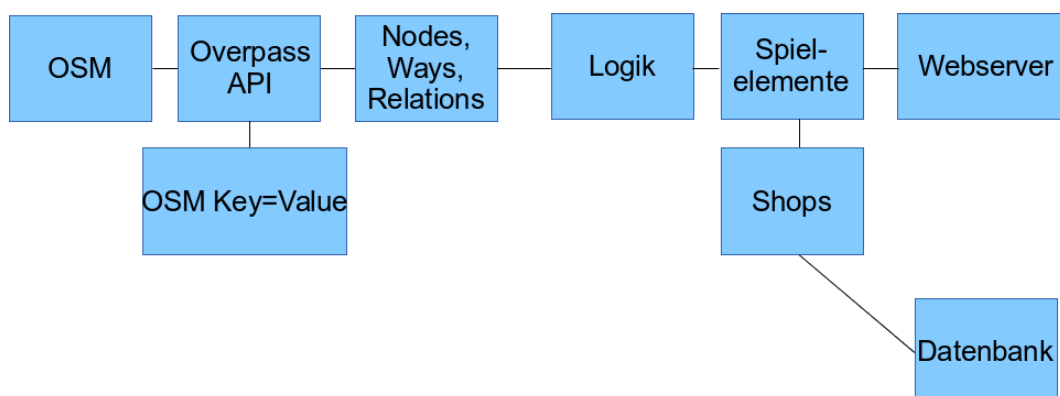 OSM
Overpass
API
Nodes,
Ways,
Relations
Logik
Spiel-
elemente
Webserver
OSM Key=Value
Shops
Datenbank